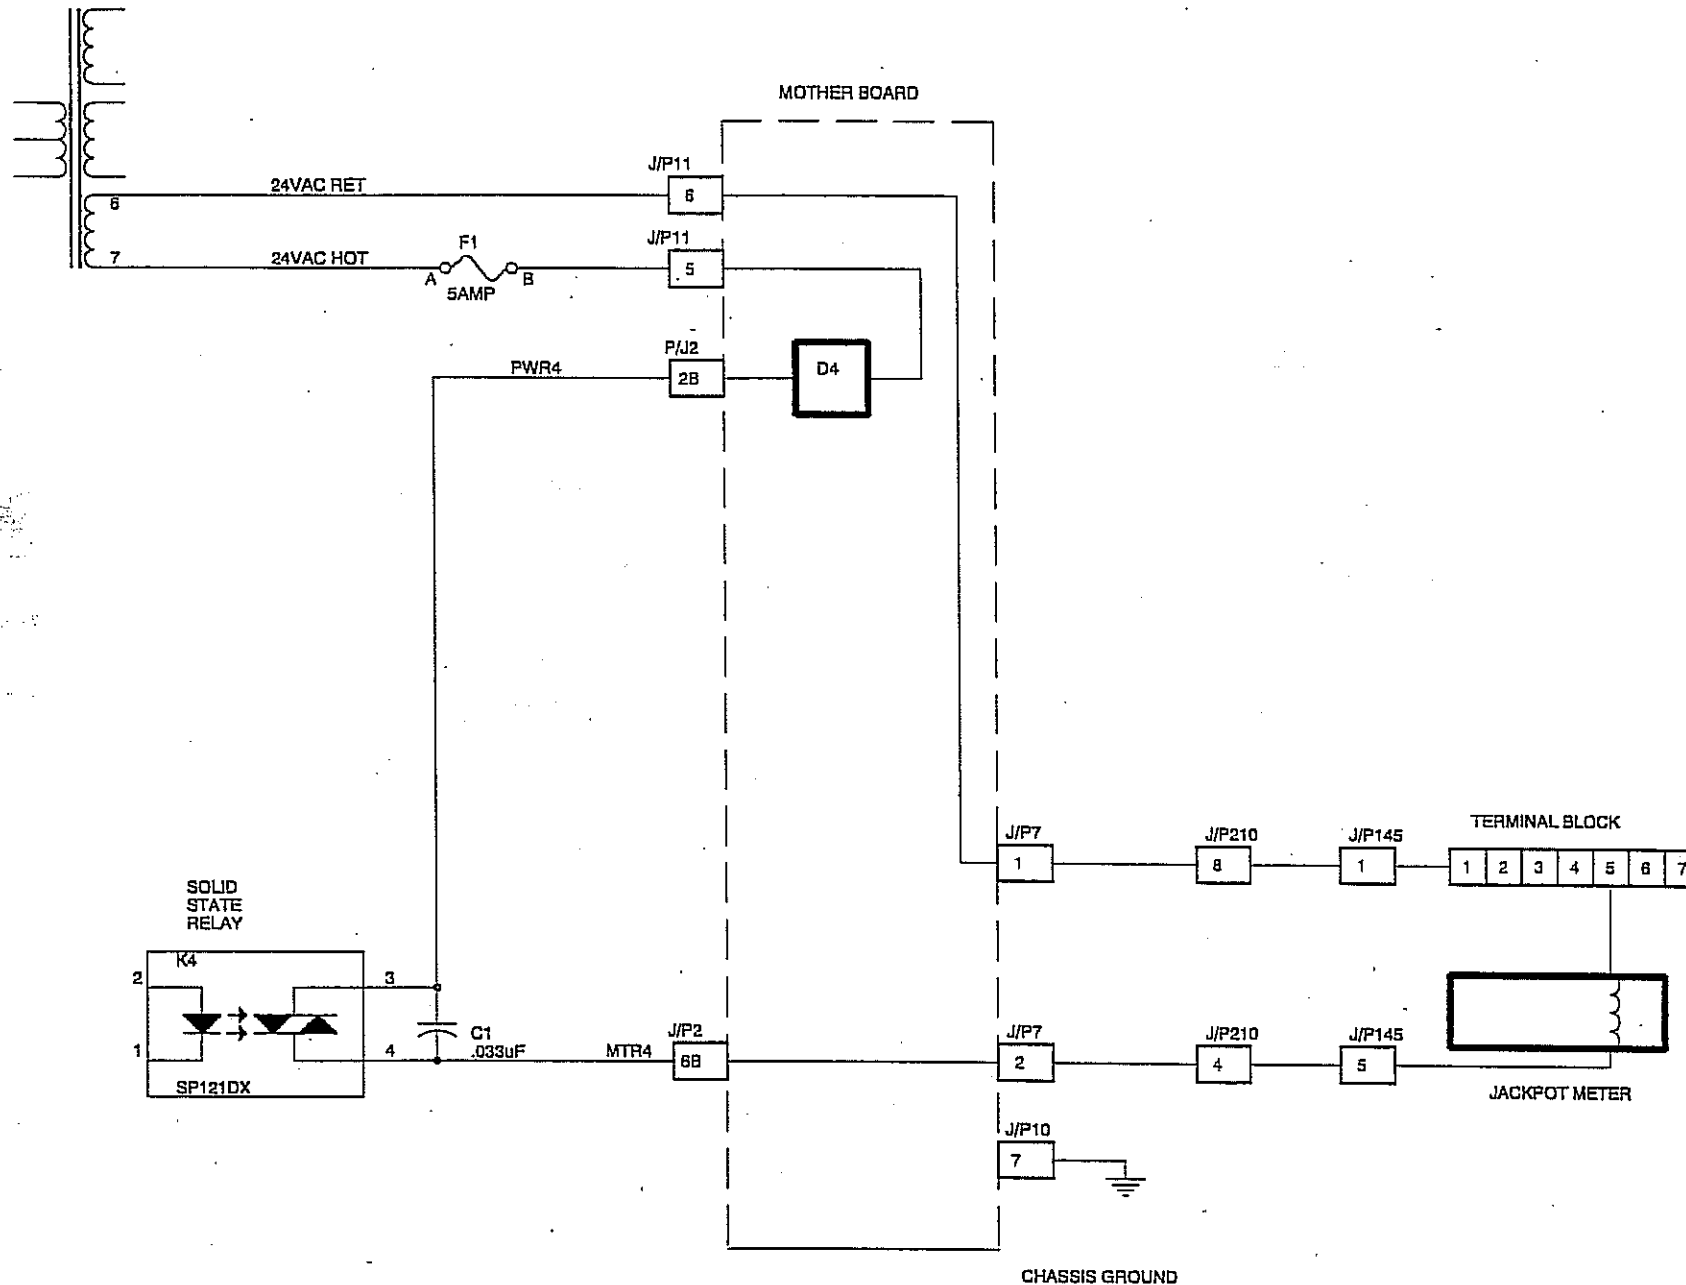 MOTHER BOARD
J/P11
24VAC RET
6
6
J/P11
F1
24VAC HOT
7
5
A
B
5AMP
P/J2
PWR4
2B
D4
TERMINAL BLOCK
J/P7
J/P210
J/P145
1
8
1
1 2 3 4 5 6 7
SOLID
STATE
RELAY
K4
2
3
C1
.033uF
J/P2
J/P7
J/P210
J/P145
1
4
MTR4
6B
2
4
5
SP121DX
JACKPOT METER
J/P10
7
CHASSIS GROUND